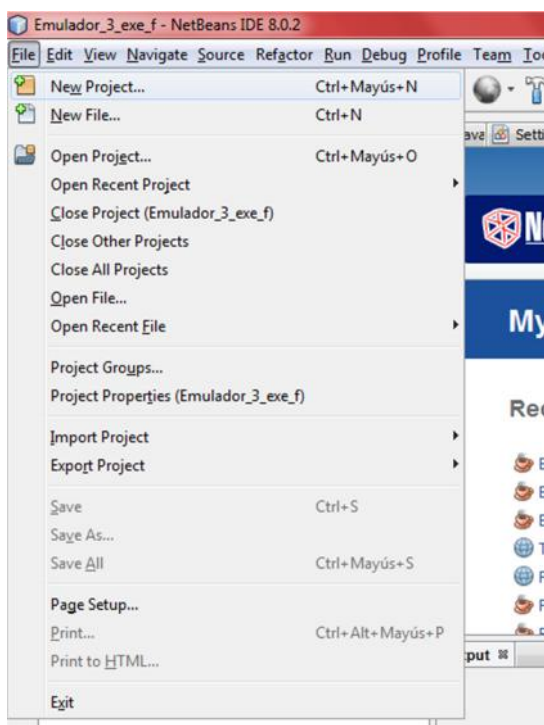 Emulador_3_exe_f - NetBeans IDE 8.0.2
File Edit View Navigate Source Refactor Run Debug Profile Team
New Project... Ctrl+Mayús+N
New File... Ctrl+N
Open Project... Ctrl+Mayús+O
Open Recent Project
Close Project (Emulador_3_exe_f)
Close Other Projects
Close All Projects
Open File...
Open Recent File
My
Project Groups...
Project Properties (Emulador_3_exe_f)
Import Project
Export Project
Save Ctrl+S
Save As...
Save All Ctrl+Mayús+S
Page Setup...
Print... Ctrl+Alt+Mayús+P
Print to HTML...
Exit